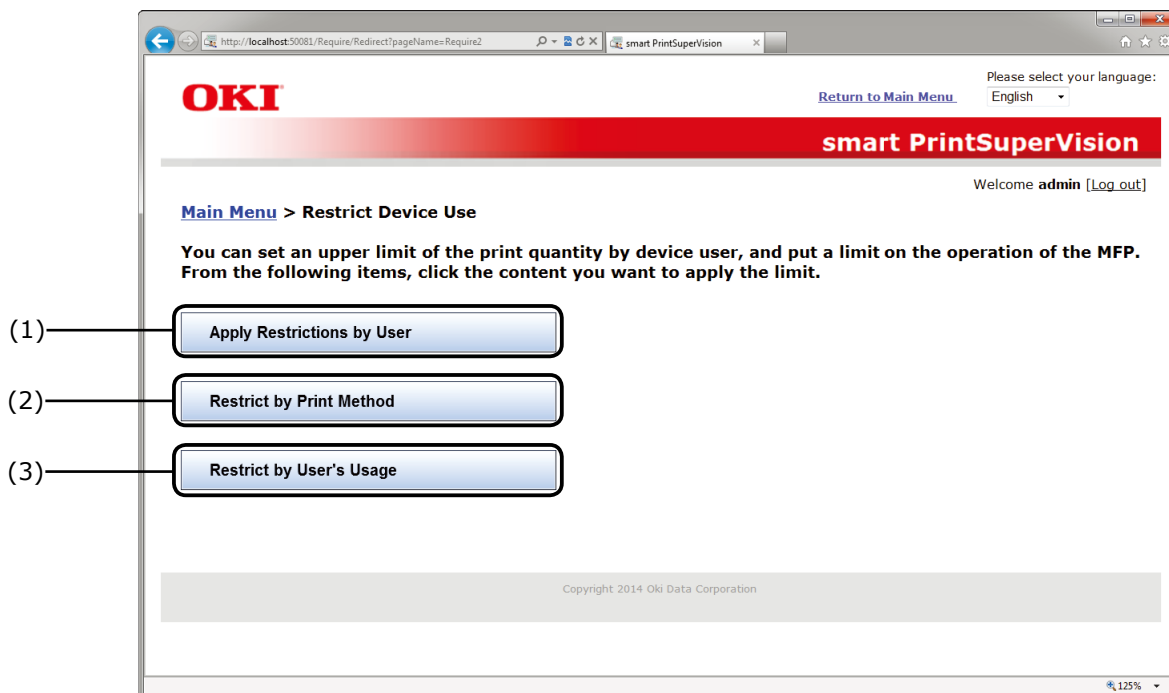 http://localhost:50081/Require/Redirect?pageName=Require2
smart PrintSuperVision
Please select your language:
OKI
Return to Main Menu
English
smart PrintSuperVision
Welcome admin [Log out]
Main Menu > Restrict Device Use
You can set an upper limit of the print quantity by device user, and put a limit on the operation of the MFP.
From the following items, click the content you want to apply the limit.
(1)
Apply Restrictions by User
(2)
Restrict by Print Method
(3)
Restrict by User's Usage
Copyright 2014 Oki Data Corporation
125%